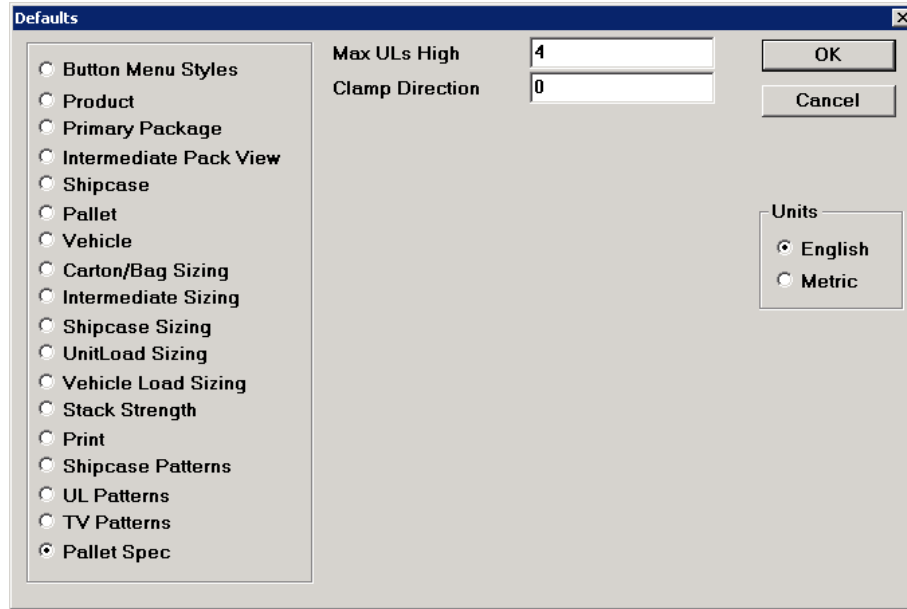 Defaults
Button Menu Styles
Product
Primary Package
Intermediate Pack View
Shipcase
Pallet
Vehicle
Carton/Bag Sizing
Intermediate Sizing
Shipcase Sizing
UnitLoad Sizing
Vehicle Load Sizing
Stack Strength
Print
Shipcase Patterns
UL Patterns
TV Patterns
Pallet Spec
Max ULs High 4
Clamp Direction 0
OK
Cancel
Units
English
Metric